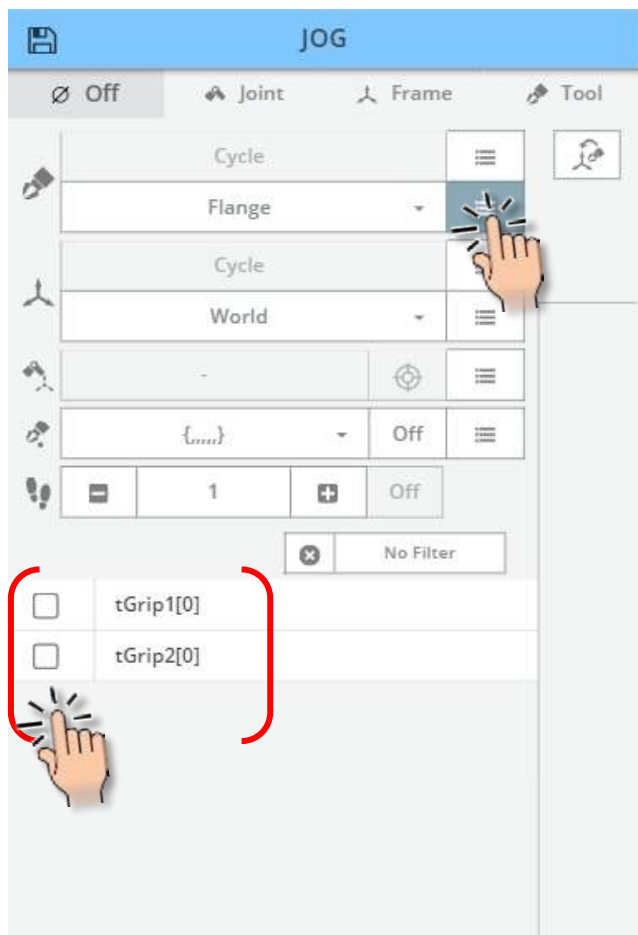 JOG
Off Joint Frame Tool
Cycle
Flange
Cycle
World
-
{,,,,,} Off
1 Off
No Filter
tGrip1[0]
tGrip2[0]